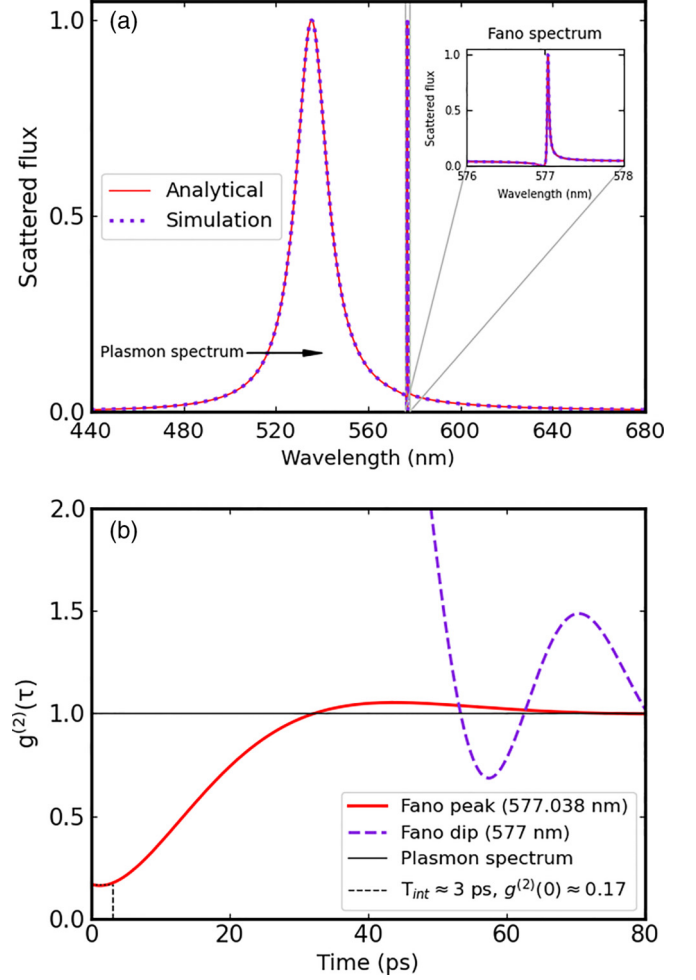 (a)
Fano spectrum
Scattered flux
1.0
0.5
0.0
576
577
578
Wavelength (nm)
Analytical
Simulation
Plasmon spectrum
Scattered flux
1.0
0.5
0.0
440
480
520
560
600
640
680
Wavelength (nm)
(b)
g⁽²⁾(τ)
2.0
1.5
1.0
0.5
0.0
Fano peak (577.038 nm)
Fano dip (577 nm)
Plasmon spectrum
T_int ≈ 3 ps, g⁽²⁾(0) ≈ 0.17
0
20
40
60
80
Time (ps)